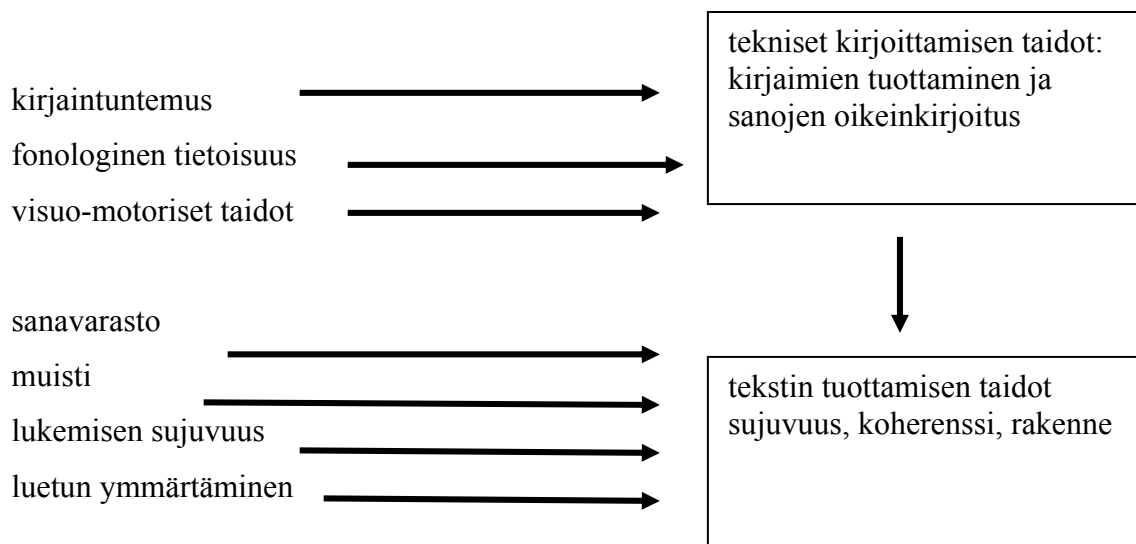 tekniset kirjoittamisen taidot:
kirjaimien tuottaminen ja
sanojen oikeinkirjoitus
kirjaintuntemus
fonologinen tietoisuus
visuo-motoriset taidot
sanavarasto
muisti
lukemisen sujuvuus
luetun ymmärtäminen
tekstin tuottamisen taidot
sujuvuus, koherenssi, rakenne